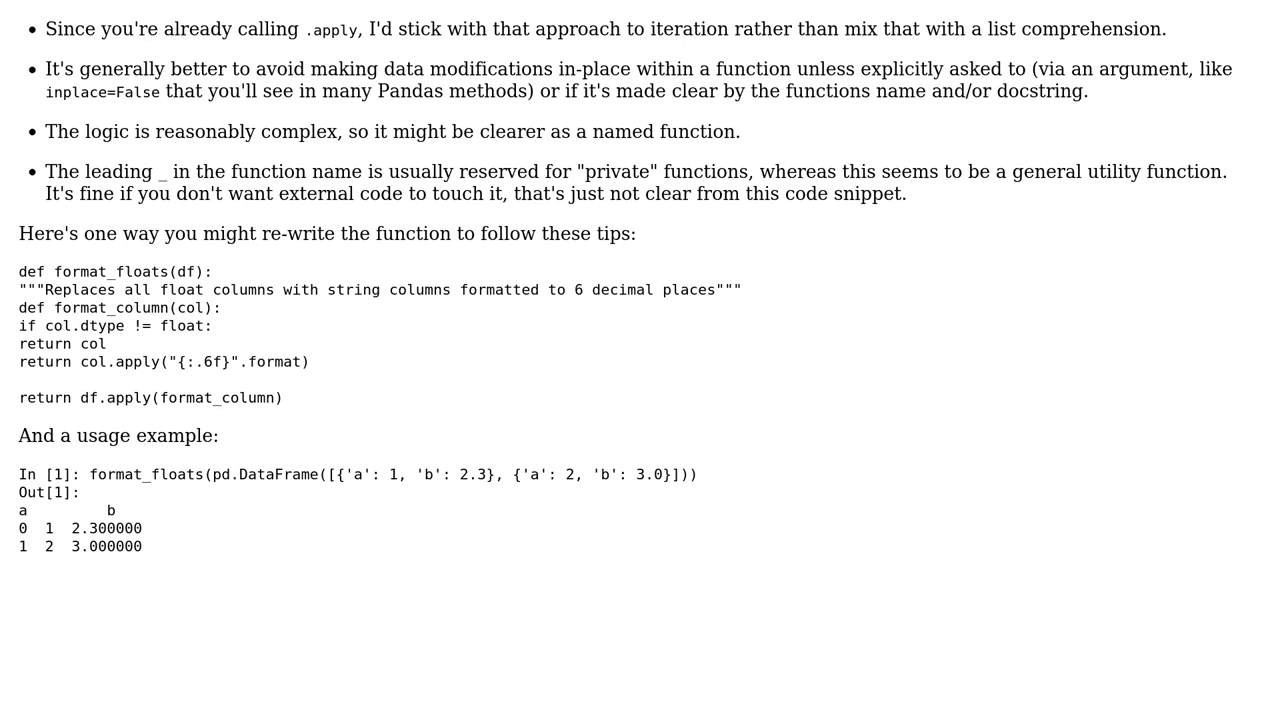 • Since you're already calling .apply, I'd stick with that approach to iteration rather than mix that with a list comprehension.
• It's generally better to avoid making data modifications in-place within a function unless explicitly asked to (via an argument, like
inplace=False that you'll see in many Pandas methods) or if it's made clear by the functions name and/or docstring.
• The logic is reasonably complex, so it might be clearer as a named function.
• The leading _ in the function name is usually reserved for "private" functions, whereas this seems to be a general utility function.
It's fine if you don't want external code to touch it, that's just not clear from this code snippet.
Here's one way you might re-write the function to follow these tips:
def format_floats(df):
"""Replaces all float columns with string columns formatted to 6 decimal places"""
def format_column(col):
if col.dtype != float:
return col
return col.apply("{:.6f}".format)
return df.apply(format_column)
And a usage example:
In [1]: format_floats(pd.DataFrame([{'a': 1, 'b': 2.3}, {'a': 2, 'b': 3.0}]))
Out[1]:
a         b
0  1  2.300000
1  2  3.000000